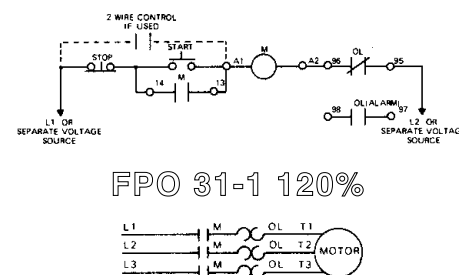 2 WIRE CONTROL
IF USED
START
STOP
M
A1
M
A2 96
OL
95
14
13
98
OL(ALARM)
97
L1 OR
SEPARATE VOLTAGE
SOURCE
L2 OR
SEPARATE VOLTAG
SOURCE
FPO 31-1 120%
L1 M OL T1
L2 M OL T2
MOTOR
L3 M OL T3